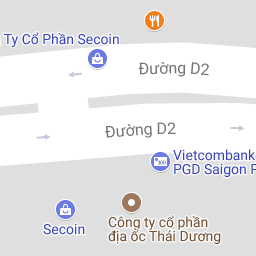 Ty Cổ Phần Secoin
Đường D2
Đường D2
Vietcombank
PGD Saigon P
Secoin
Công ty cổ phần
địa ốc Thái Dương